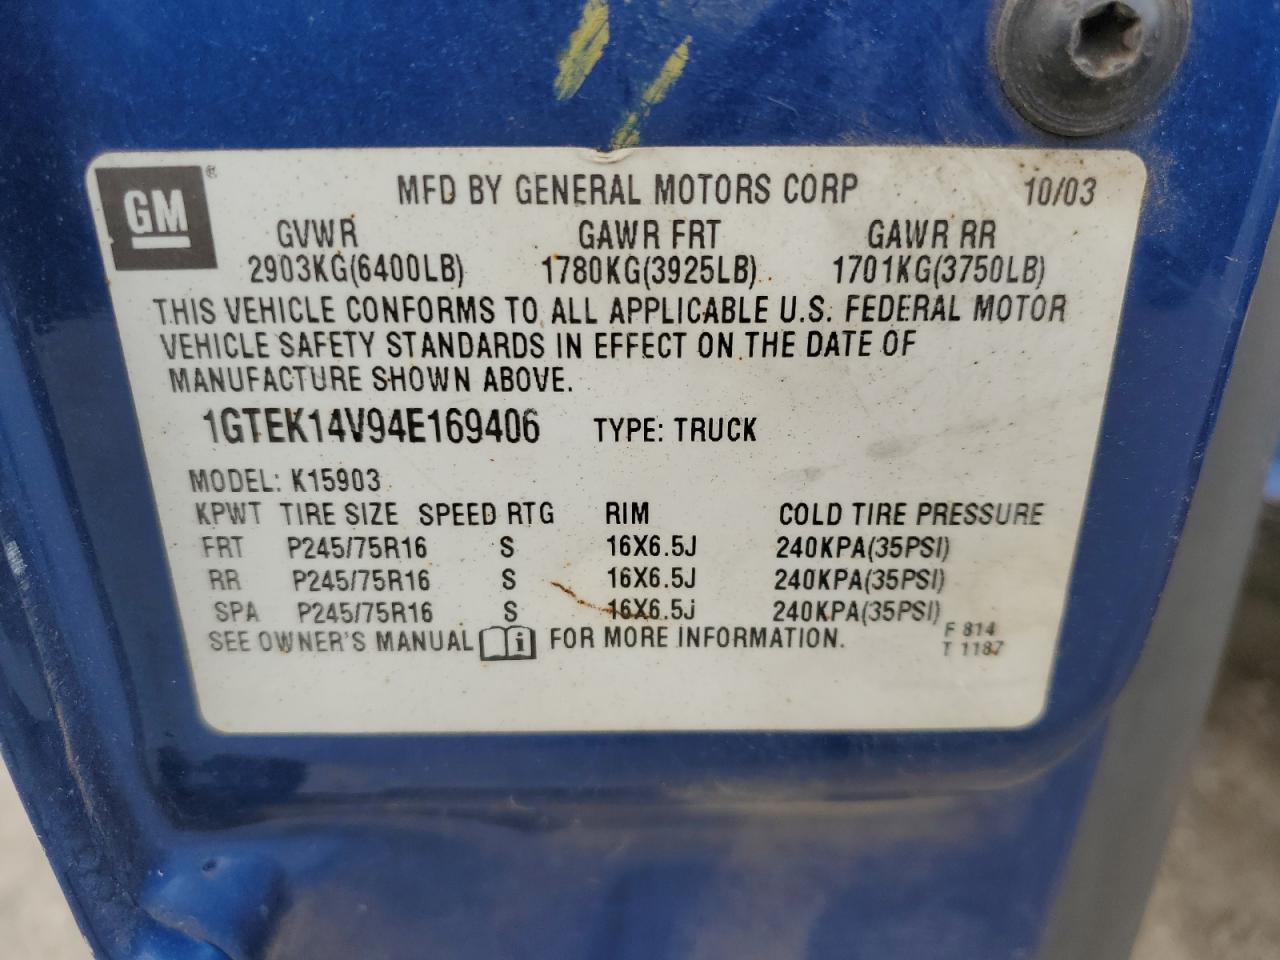 GM®
MFD BY GENERAL MOTORS CORP 10/03
GVWR GAWR FRT GAWR RR
2903KG(6400LB) 1780KG(3925LB) 1701KG(3750LB)
THIS VEHICLE CONFORMS TO ALL APPLICABLE U.S. FEDERAL MOTOR
VEHICLE SAFETY STANDARDS IN EFFECT ON THE DATE OF
MANUFACTURE SHOWN ABOVE.
1GTEK14V94E169406 TYPE: TRUCK
MODEL: K15903
KPWT TIRE SIZE SPEED RTG RIM COLD TIRE PRESSURE
FRT P245/75R16 S 16X6.5J 240KPA(35PSI)
RR P245/75R16 S 16X6.5J 240KPA(35PSI)
SPA P245/75R16 S 16X6.5J 240KPA(35PSI)
SEE OWNER'S MANUAL i FOR MORE INFORMATION.
F 814
T 1187